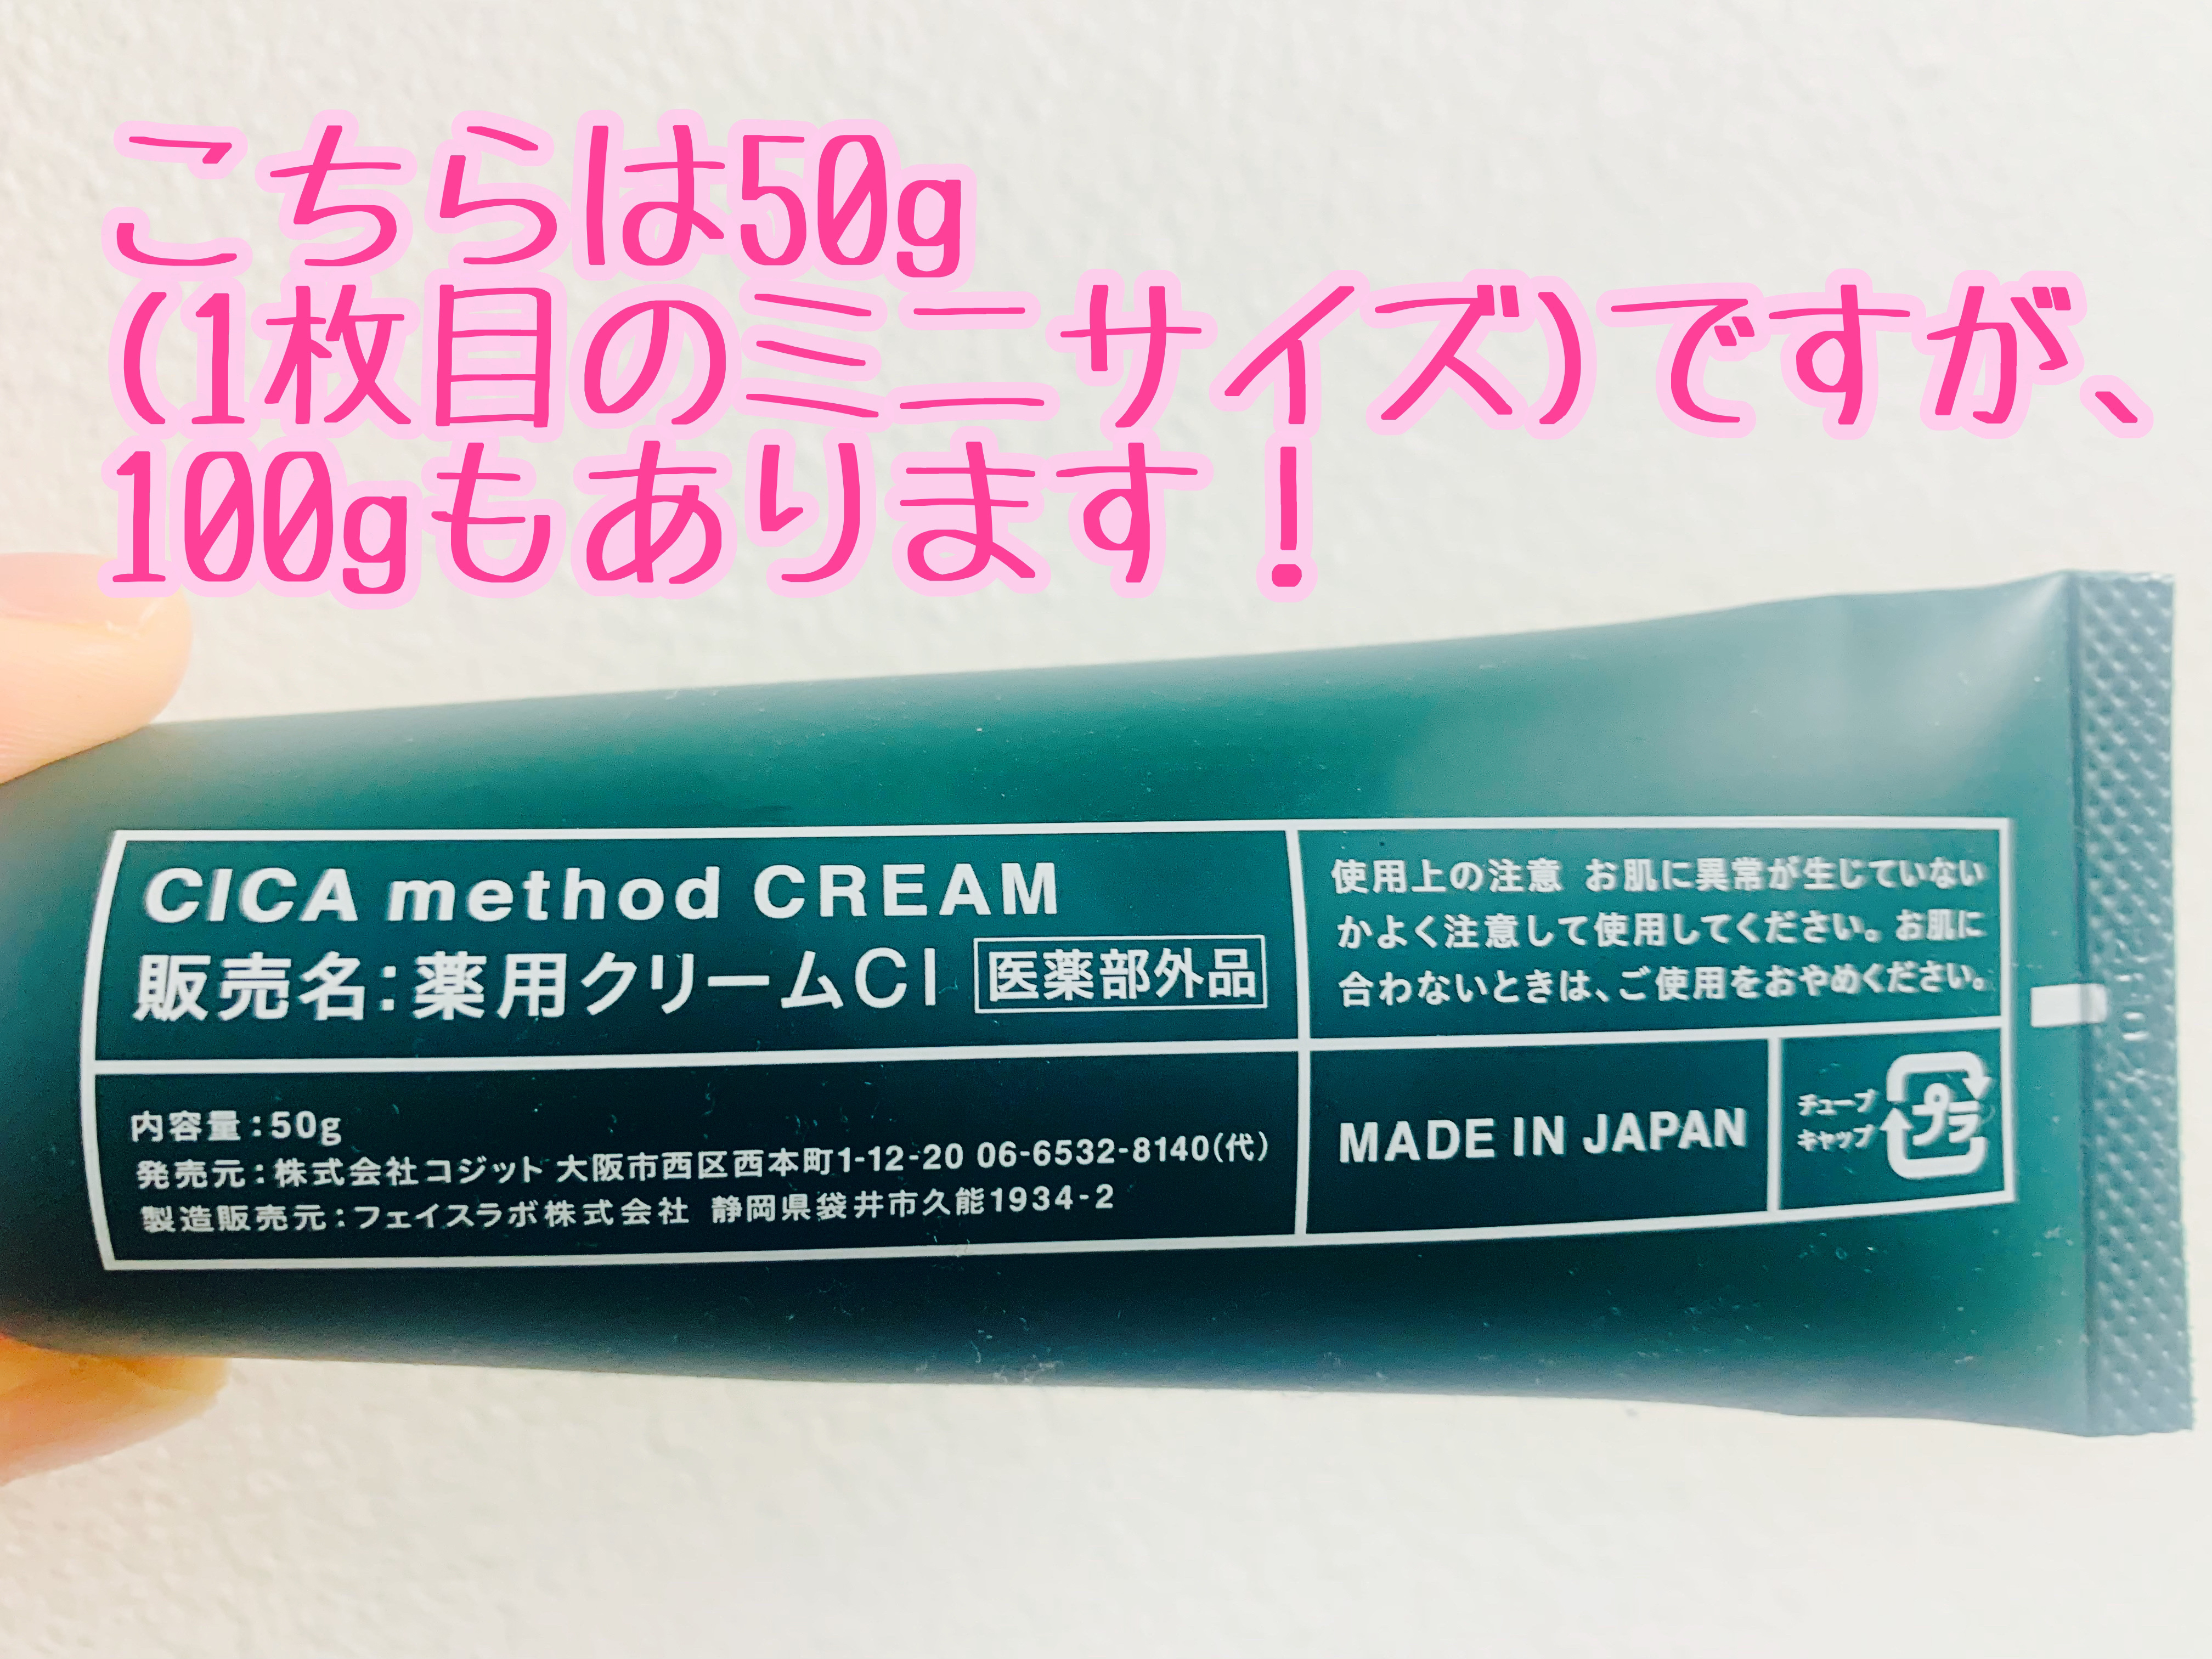 こちらは50g
(1枚目のミニサイズ)ですが、
100gもあります！
CICA method CREAM
販売名：薬用クリームCI 医薬部外品
内容量：50g
発売元：株式会社コジット 大阪市西区西本町1-12-20 06-6532-8140(代)
製造販売元：フェイスラボ株式会社 静岡県袋井市久能1934-2
使用上の注意 お肌に異常が生じていない
かよく注意して使用してください。お肌に
合わないときは、ご使用をおやめください。
MADE IN JAPAN
チューブ
キャップ
プラ